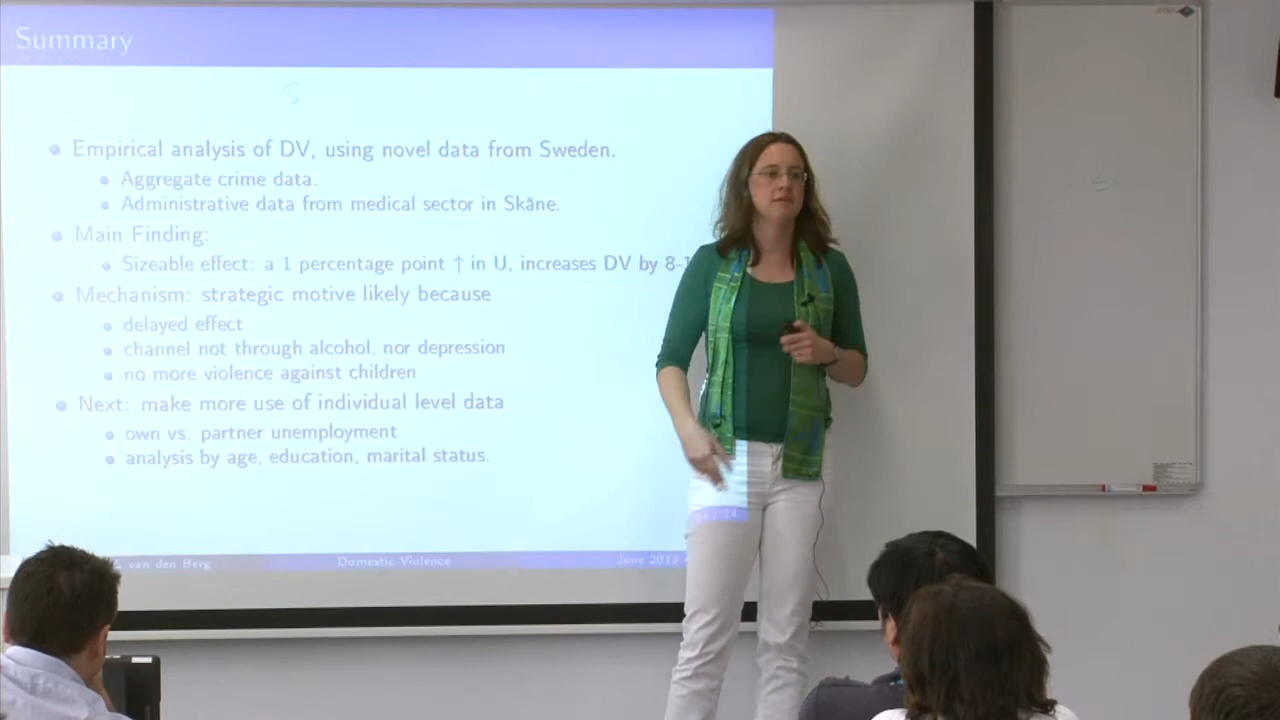 Summary
Empirical analysis of DV, using novel data from Sweden.
Aggregate crime data.
Administrative data from medical sector in Skåne.
Main Finding:
Sizeable effect: a 1 percentage point ↑ in U, increases DV by 8-1
Mechanism: strategic motive likely because
delayed effect
channel not through alcohol, nor depression
no more violence against children
Next: make more use of individual level data
own vs. partner unemployment
analysis by age, education, marital status.
van den Berg Domestic Violence June 2013